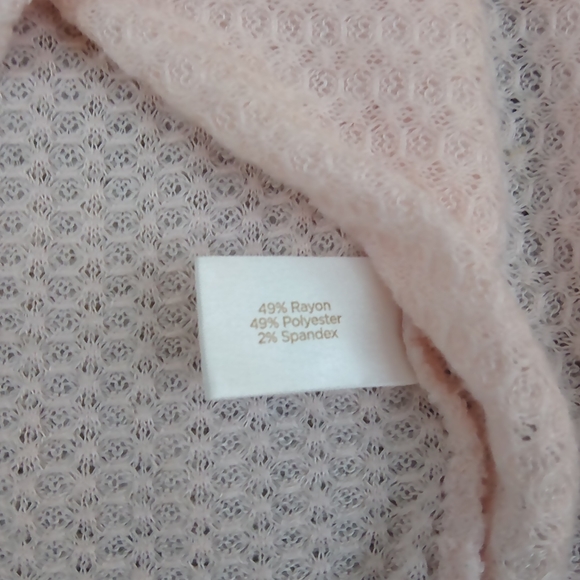 49% Rayon
49% Polyester
2% Spandex